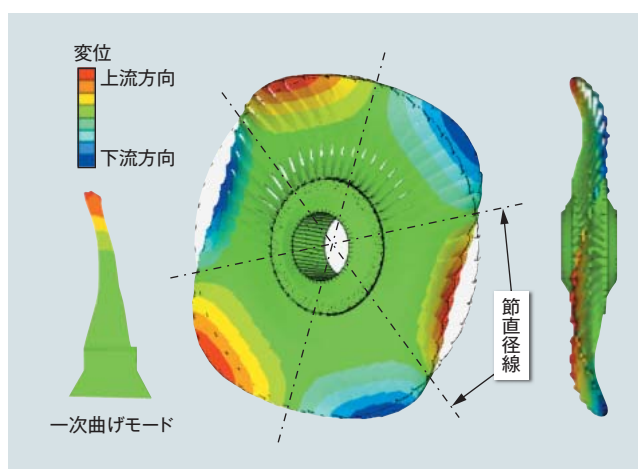 変位
上流方向
下流方向
節直径線
一次曲げモード